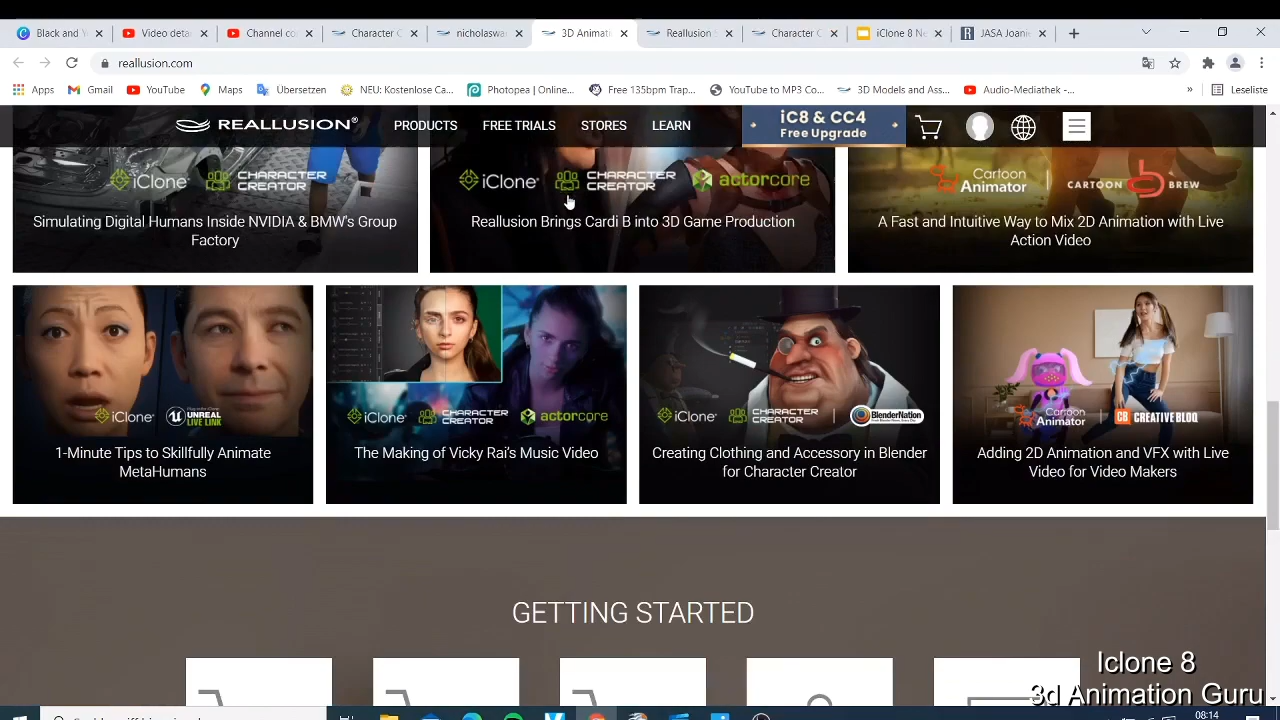 Black and Y
Vion detai
Channel co
Character C
nicholaswar
3D Animati
Reallusion S
Character C
iClone 8 Ne
JASA Joanie
reallusion.com
Apps
Gmail
YouTube
Maps
Übersetzen
NEU: Kostenlose Ca...
Photopea | Online...
Free 135bpm Trap...
YouTube to MP3 Co...
3D Models and Ass...
Audio-Mediathek -...
Leseliste
REALLUSION®
PRODUCTS
FREE TRIALS
STORES
LEARN
iC8 & CC4
Free Upgrade
iClone
CHARACTER
CREATOR
Simulating Digital Humans Inside NVIDIA & BMW's Group
Factory
iClone
CHARACTER
CREATOR
actorcore
Reallusion Brings Cardi B into 3D Game Production
Cartoon
Animator
CARTOON BREW
A Fast and Intuitive Way to Mix 2D Animation with Live
Action Video
iClone
UNREAL
LIVE LINK
1-Minute Tips to Skillfully Animate
MetaHumans
iClone
CHARACTER
CREATOR
actorcore
The Making of Vicky Rai's Music Video
iClone
CHARACTER
CREATOR
BlenderNation
Creating Clothing and Accessory in Blender
for Character Creator
Cartoon
Animator
CB CREATIVE BLOQ
Adding 2D Animation and VFX with Live
Video for Video Makers
GETTING STARTED
Iclone 8
3d Animation Guru
08:14